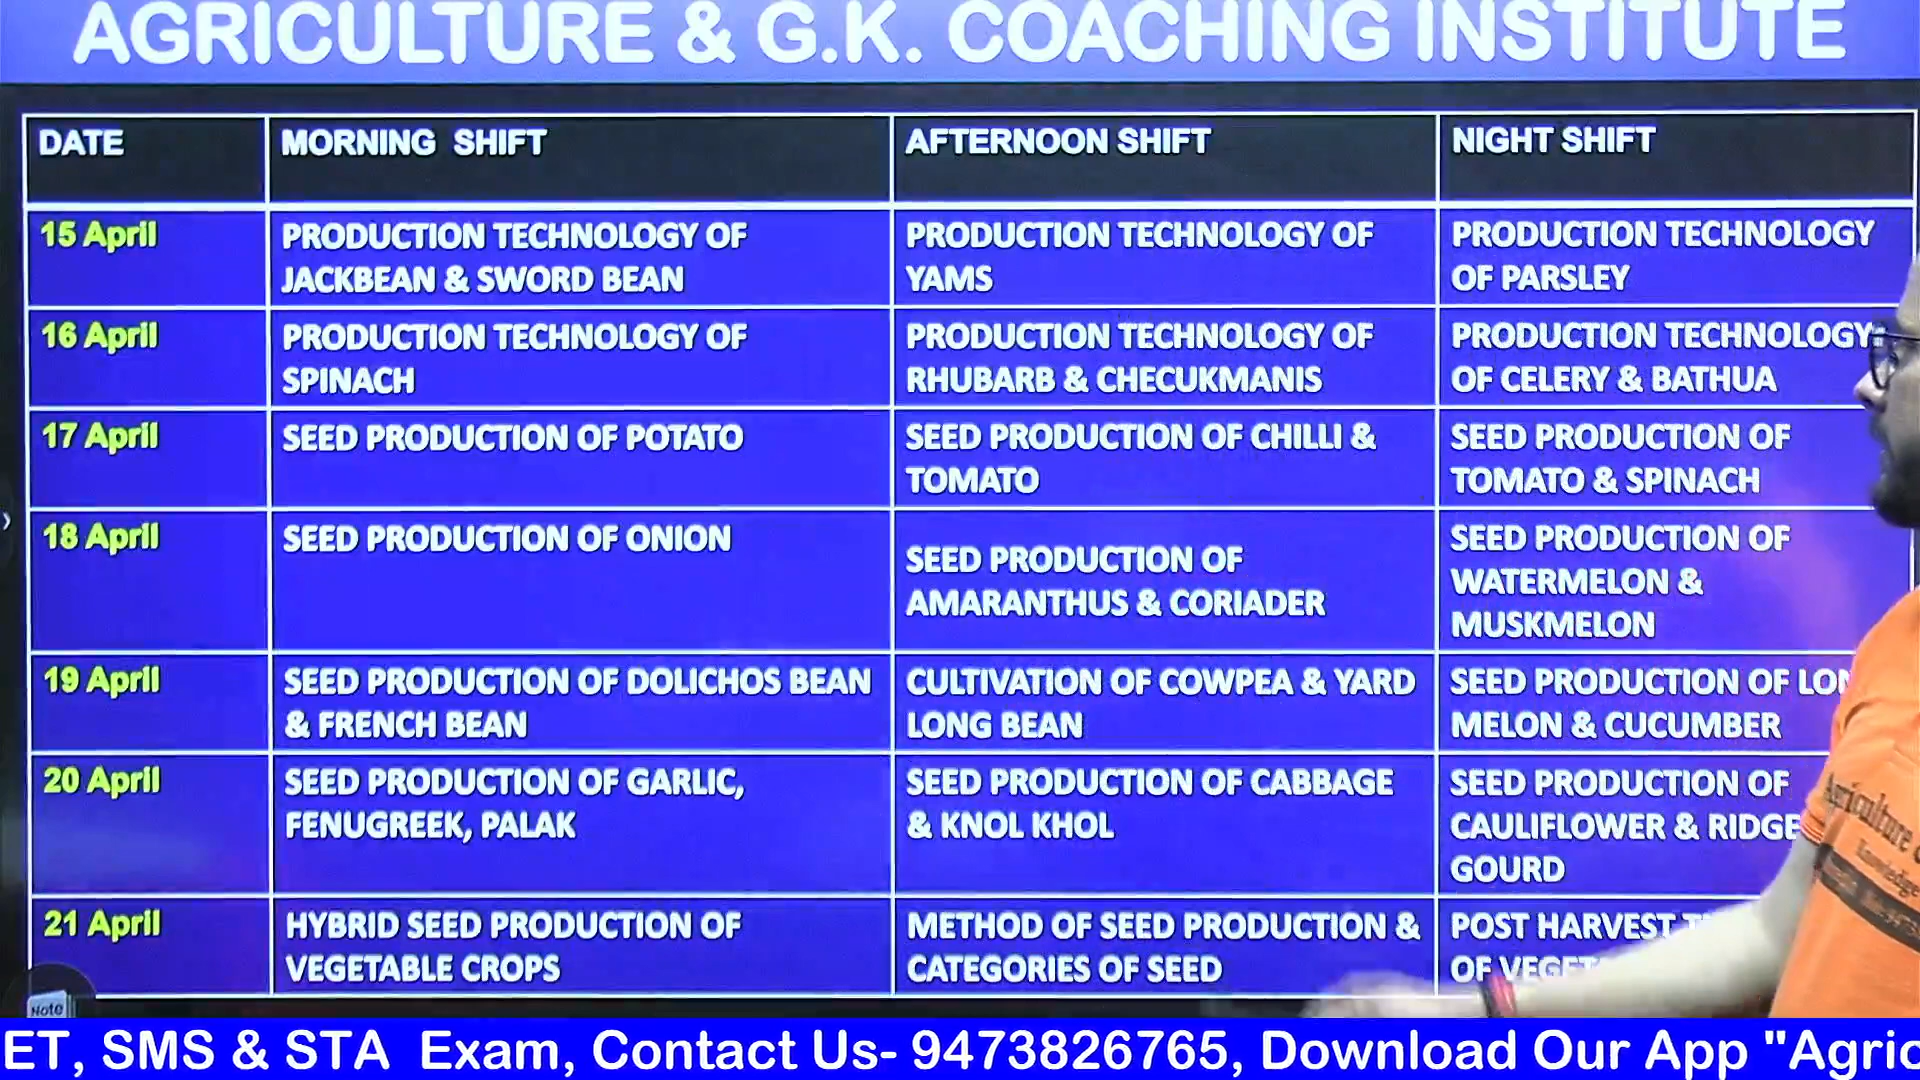 AGRICULTURE & G.K. COACHING INSTITUTE
DATE
MORNING SHIFT
AFTERNOON SHIFT
NIGHT SHIFT
15 April
PRODUCTION TECHNOLOGY OF
JACKBEAN & SWORD BEAN
PRODUCTION TECHNOLOGY OF
YAMS
PRODUCTION TECHNOLOGY
OF PARSLEY
16 April
PRODUCTION TECHNOLOGY OF
SPINACH
PRODUCTION TECHNOLOGY OF
RHUBARB & CHECUKMANIS
PRODUCTION TECHNOLOGY
OF CELERY & BATHUA
17 April
SEED PRODUCTION OF POTATO
SEED PRODUCTION OF CHILLI &
TOMATO
SEED PRODUCTION OF
TOMATO & SPINACH
18 April
SEED PRODUCTION OF ONION
SEED PRODUCTION OF
AMARANTHUS & CORIADER
SEED PRODUCTION OF
WATERMELON &
MUSKMELON
19 April
SEED PRODUCTION OF DOLICHOS BEAN
& FRENCH BEAN
CULTIVATION OF COWPEA & YARD
LONG BEAN
SEED PRODUCTION OF
MELON & CUCUMBER
20 April
SEED PRODUCTION OF GARLIC,
FENUGREEK, PALAK
SEED PRODUCTION OF CABBAGE
& KNOL KHOL
SEED PRODUCTION OF
CAULIFLOWER & RIDGE
GOURD
21 April
HYBRID SEED PRODUCTION OF
VEGETABLE CROPS
METHOD OF SEED PRODUCTION &
CATEGORIES OF SEED
POST HARVEST
OF
Agriculture
Note
ET, SMS & STA Exam, Contact Us- 9473826765, Download Our App "Agric